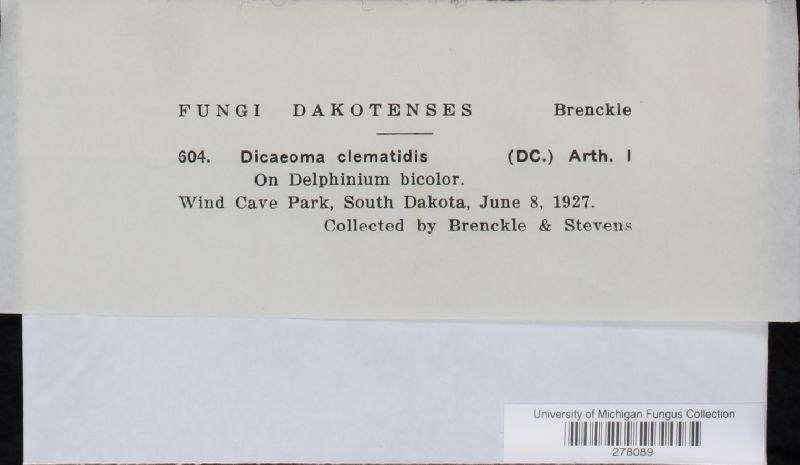 FUNGI DAKOTENSES Brenckle
604. Dicaeoma clematidis (DC.) Arth. I
On Delphinium bicolor.
Wind Cave Park, South Dakota, June 8, 1927.
Collected by Brenckle & Stevens
University of Michigan Fungus Collection
278089